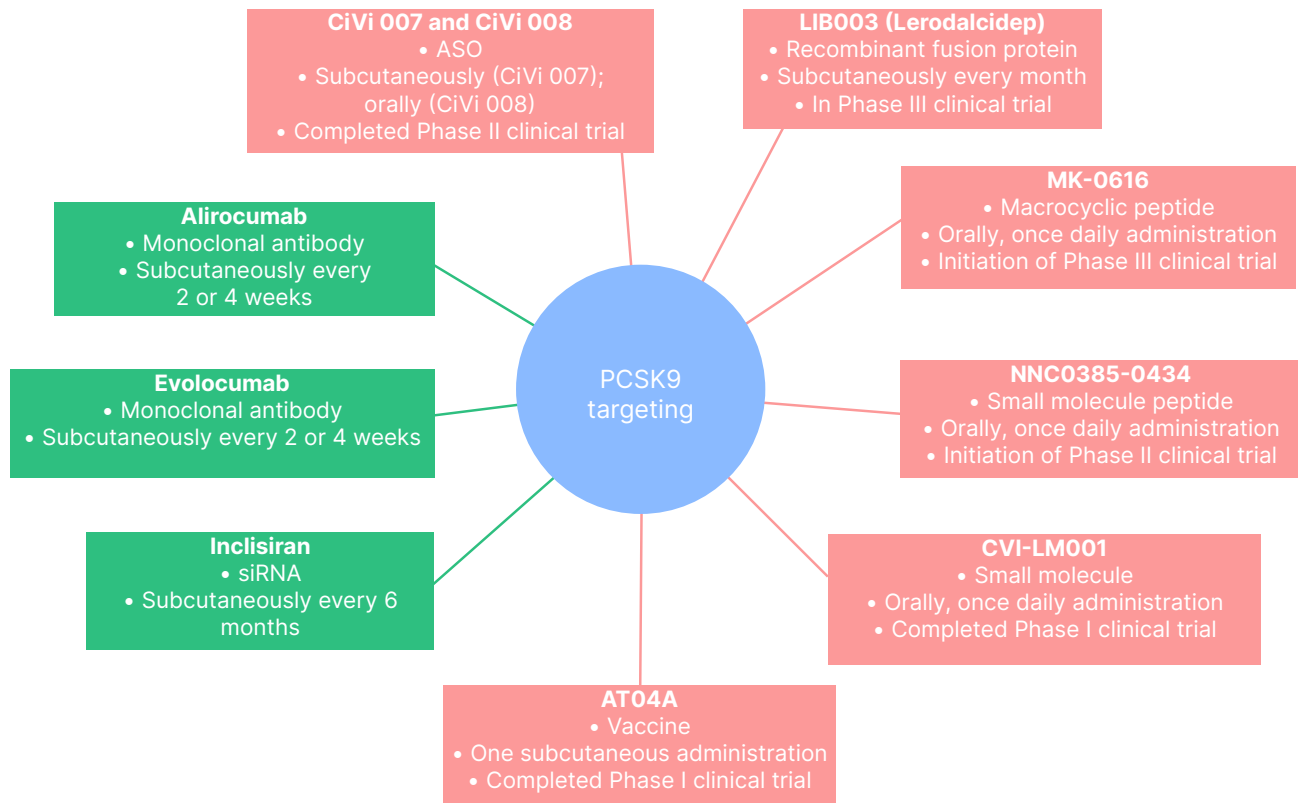 CiVi 007 and CiVi 008
• ASO
• Subcutaneously (CiVi 007);
orally (CiVi 008)
• Completed Phase II clinical trial
LIB003 (Lerodalcidep)
• Recombinant fusion protein
• Subcutaneously every month
• In Phase III clinical trial
MK-0616
• Macrocyclic peptide
• Orally, once daily administration
• Initiation of Phase III clinical trial
Alirocumab
• Monoclonal antibody
• Subcutaneously every
2 or 4 weeks
PCSK9
targeting
Evolocumab
• Monoclonal antibody
• Subcutaneously every 2 or 4 weeks
NNC0385-0434
• Small molecule peptide
• Orally, once daily administration
• Initiation of Phase II clinical trial
Inclisiran
• siRNA
• Subcutaneously every 6
months
CVI-LM001
• Small molecule
• Orally, once daily administration
• Completed Phase I clinical trial
AT04A
• Vaccine
• One subcutaneous administration
• Completed Phase I clinical trial